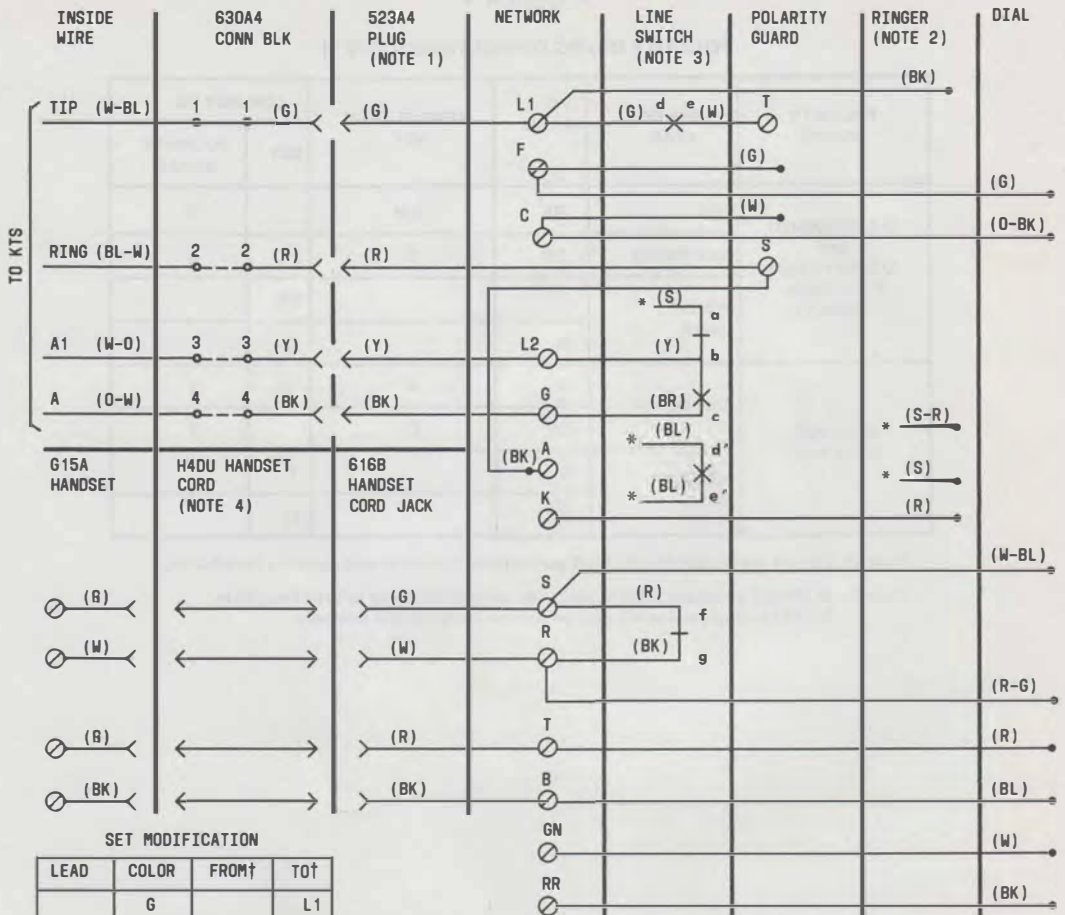 INSIDE WIRE
630A4 CONN BLK
523A4 PLUG (NOTE 1)
NETWORK
LINE SWITCH (NOTE 3)
POLARITY GUARD
RINGER (NOTE 2)
DIAL
(BK)
TIP (W-BL) 1 1 (G) (G) L1 (G) d e (W) T
F (G)
(G)
C (W)
(O-BK)
TO KTS
RING (BL-W) 2 2 (R) (R) S
* (S) a
A1 (W-O) 3 3 (Y) (Y) L2 (Y) b
A (O-W) 4 4 (BK) (BK) G (BR) c
* (S-R)
* (BL) d'
G15A HANDSET
H4DU HANDSET CORD (NOTE 4)
616B HANDSET CORD JACK
(BK) A
* (BL) e'
* (S)
K (R)
(W-BL)
(G) S (R) f
(W) (W) R (BK) g
(R-G)
(R) T (R)
(BK) (BK) B (BL)
SET MODIFICATION
GN (W)
LEAD COLOR FROM† TO†
G L1
RR (BK)